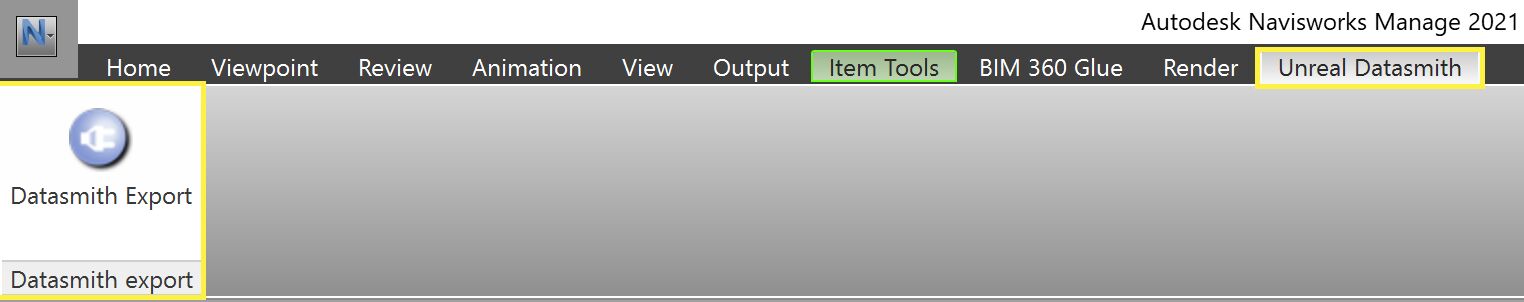 N
Autodesk Navisworks Manage 2021
Home Viewpoint Review Animation View Output Item Tools BIM 360 Glue Render Unreal Datasmith
Datasmith Export
Datasmith export